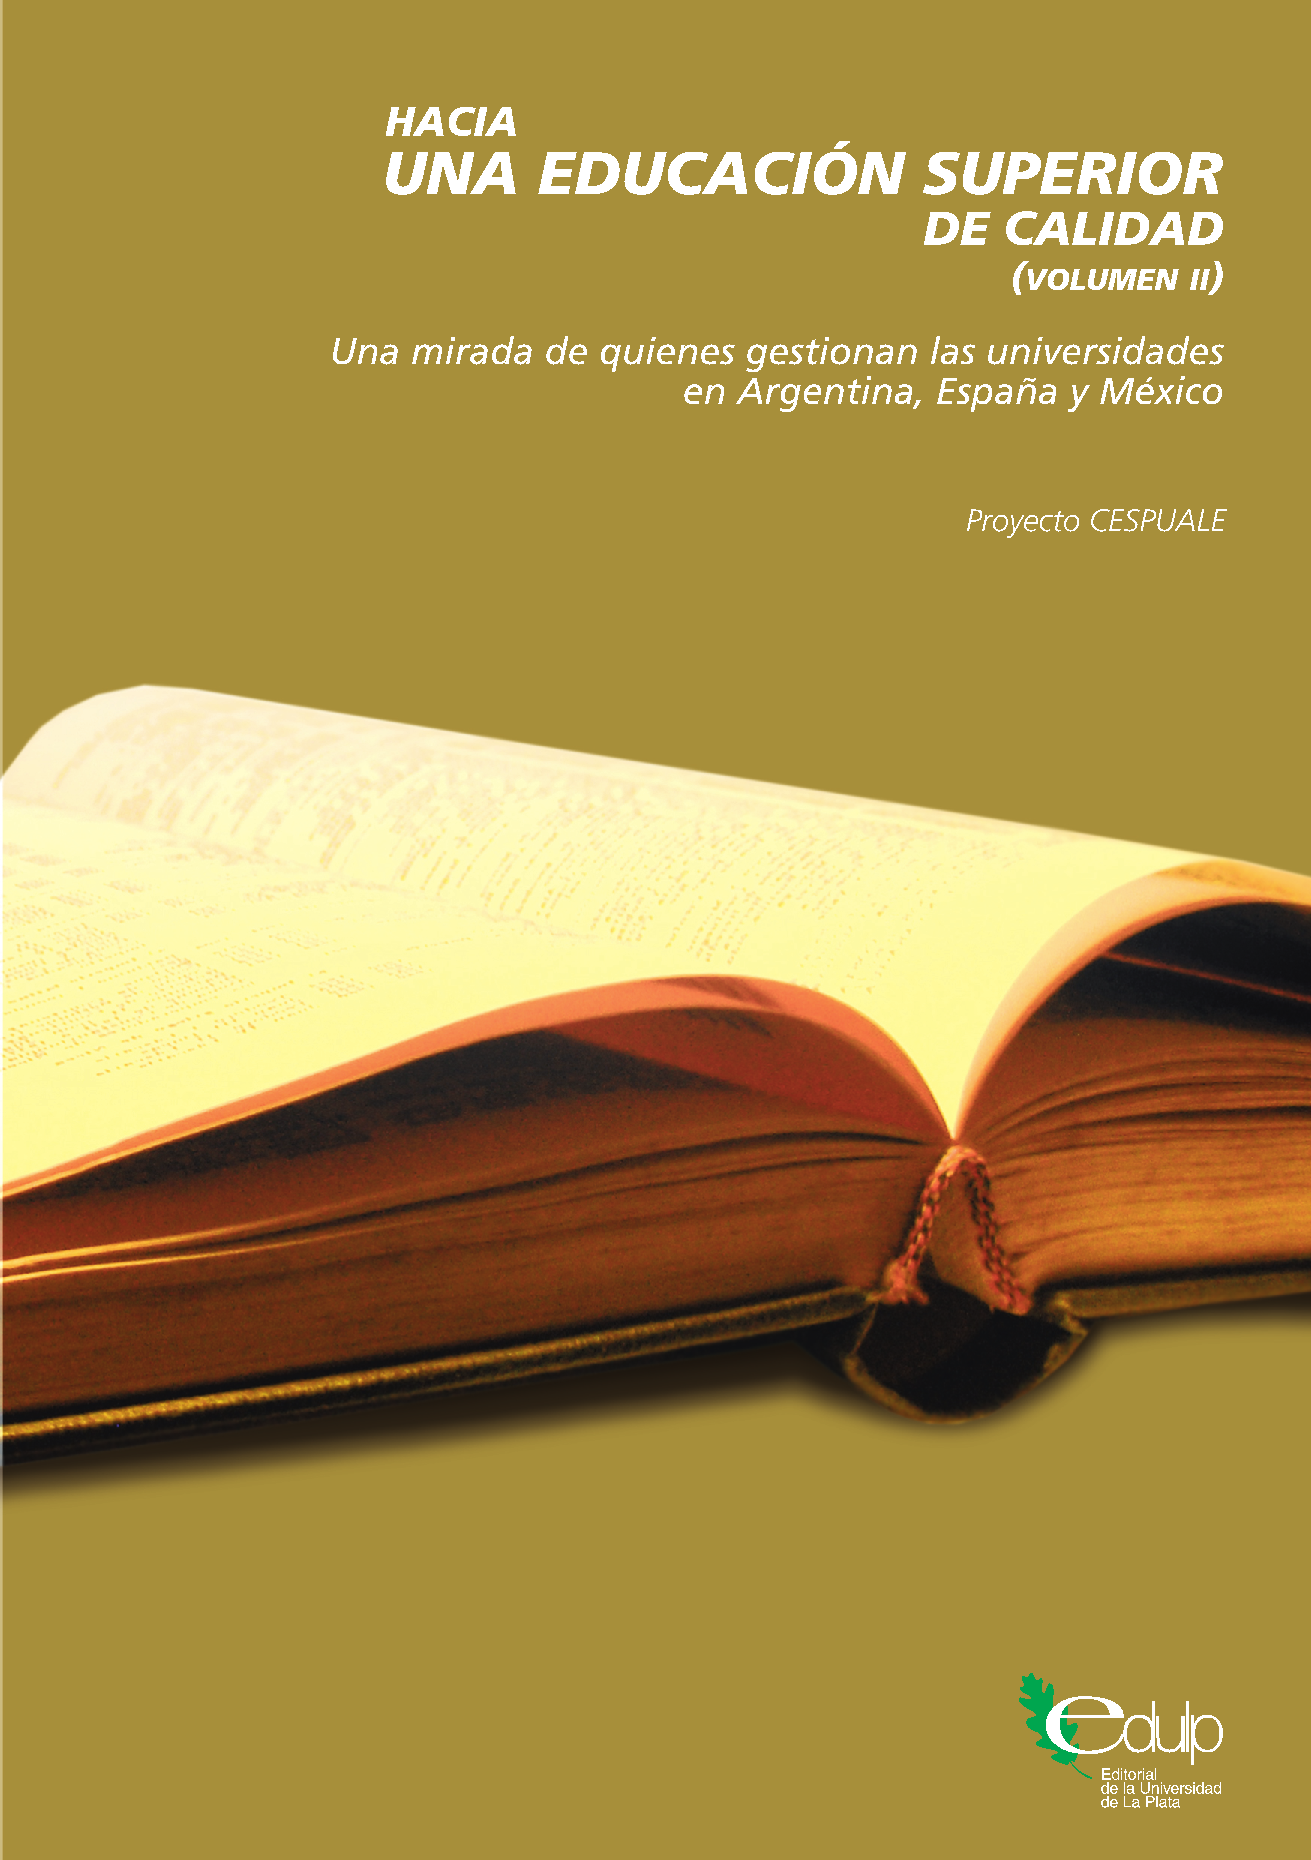 HACIA
UNA EDUCACIÓN SUPERIOR
DE CALIDAD
(VOLUMEN II)
Una mirada de quienes gestionan las universidades
en Argentina, España y México
Proyecto CESPUALE
edulp
Editorial
de la Universidad
de La Plata